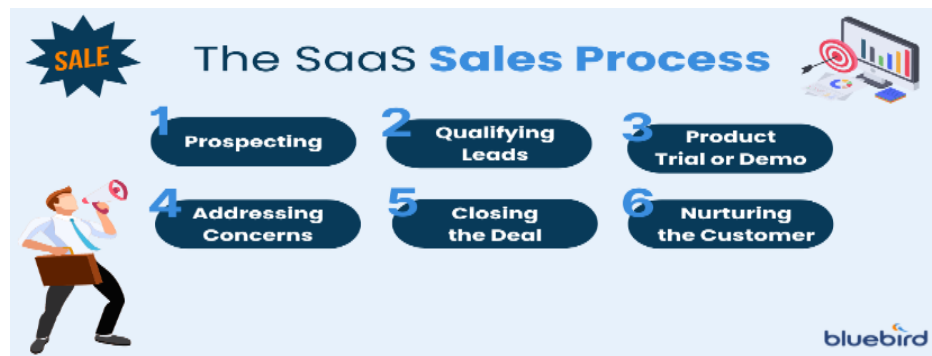 SALE
The SaaS Sales Process
1
Prospecting
2
Qualifying
Leads
3
Product
Trial or Demo
4
Addressing
Concerns
5
Closing
the Deal
6
Nurturing
the Customer
bluebird